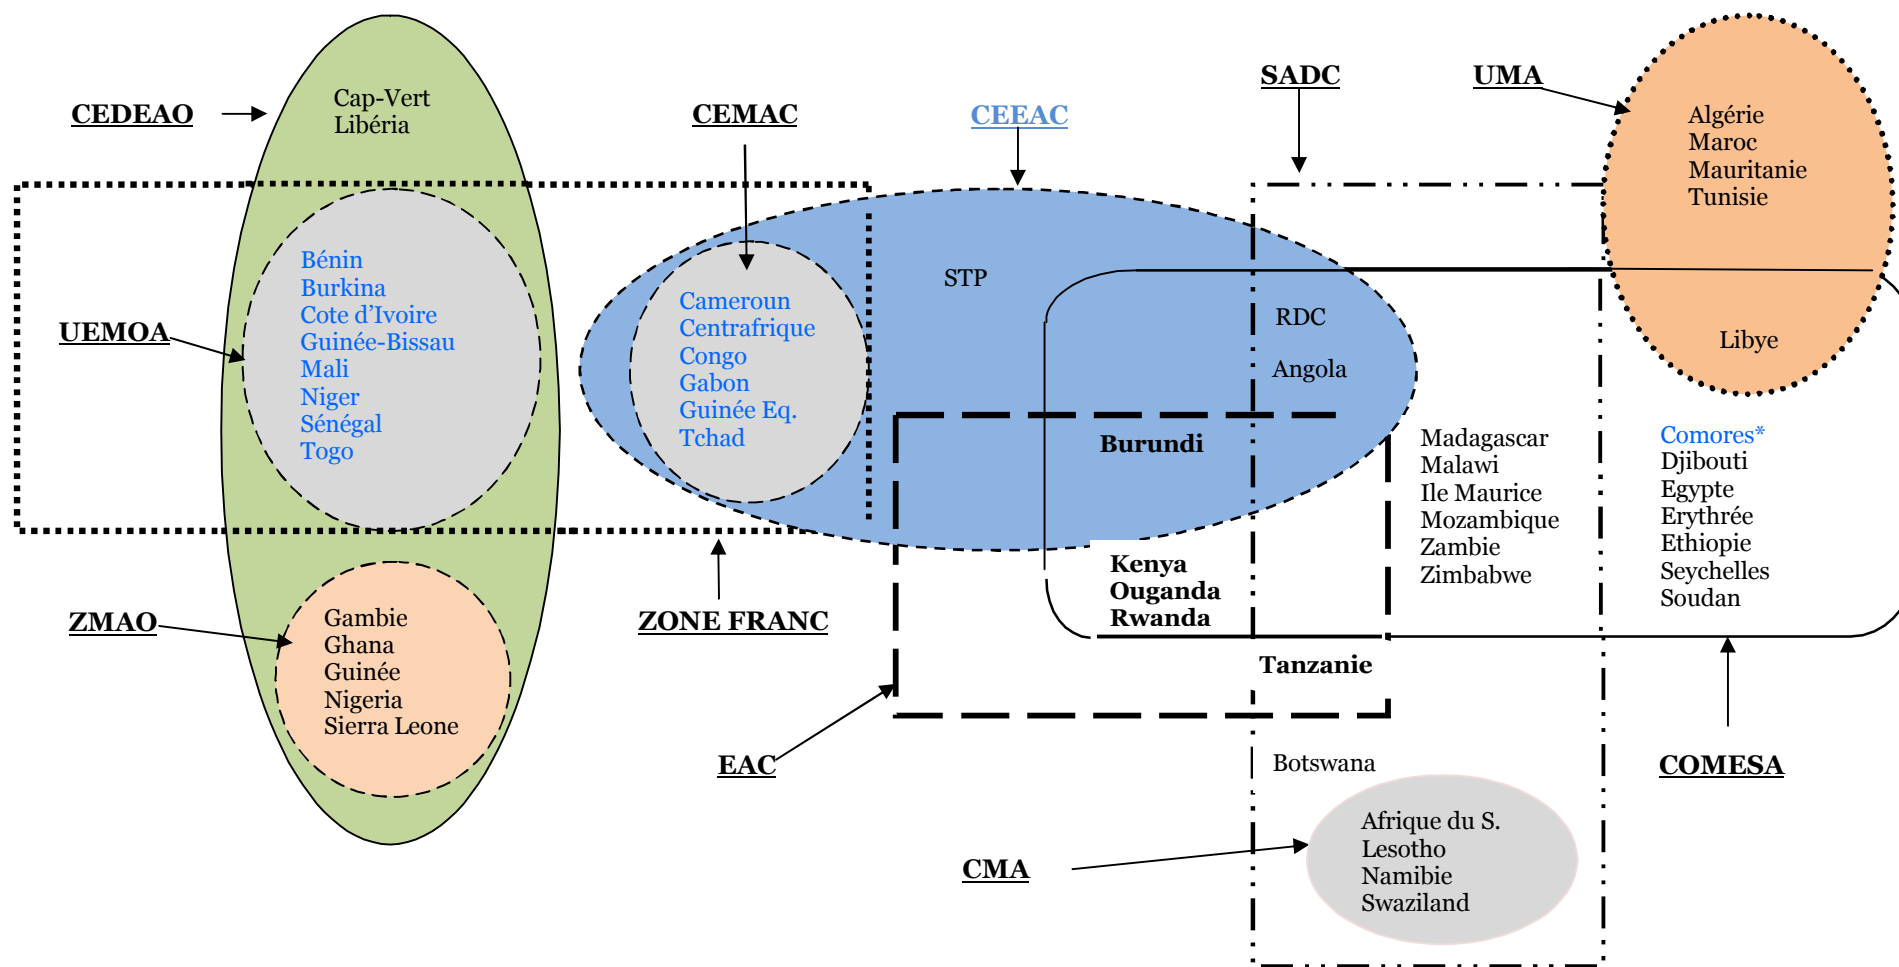 CEDEAO
Cap-Vert
Libéria
CEMAC
CEEAC
SADC
UMA
Algérie
Maroc
Mauritanie
Tunisie
UEMOA
Bénin
Burkina
Cote d’Ivoire
Guinée-Bissau
Mali
Niger
Sénégal
Togo
Cameroun
Centrafrique
Congo
Gabon
Guinée Eq.
Tchad
STP
RDC
Angola
Libye
Burundi
Madagascar
Malawi
Ile Maurice
Mozambique
Zambie
Zimbabwe
Comores*
Djibouti
Egypte
Erythrée
Ethiopie
Seychelles
Soudan
Kenya
Ouganda
Rwanda
ZMAO
Gambie
Ghana
Guinée
Nigeria
Sierra Leone
ZONE FRANC
Tanzanie
EAC
Botswana
COMESA
CMA
Afrique du S.
Lesotho
Namibie
Swaziland